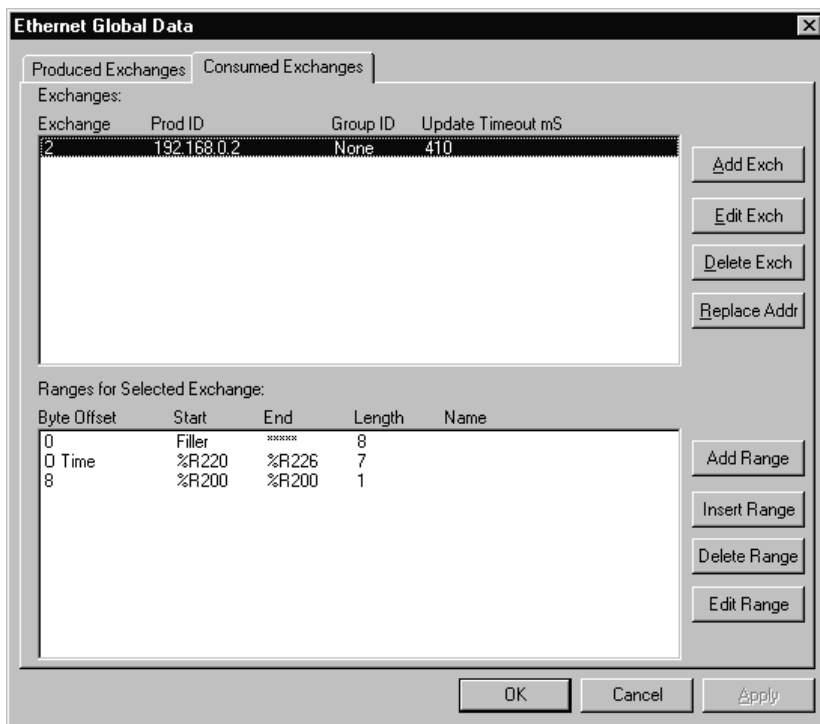 Ethernet Global Data
Produced Exchanges Consumed Exchanges
Exchanges:
Exchange Prod ID Group ID Update Timeout mS
2 192.168.0.2 None 410
Add Exch
Edit Exch
Delete Exch
Replace Addr
Ranges for Selected Exchange:
Byte Offset Start End Length Name
0 Filler ***** 8
0 Time %R220 %R226 7
8 %R200 %R200 1
Add Range
Insert Range
Delete Range
Edit Range
OK Cancel Apply